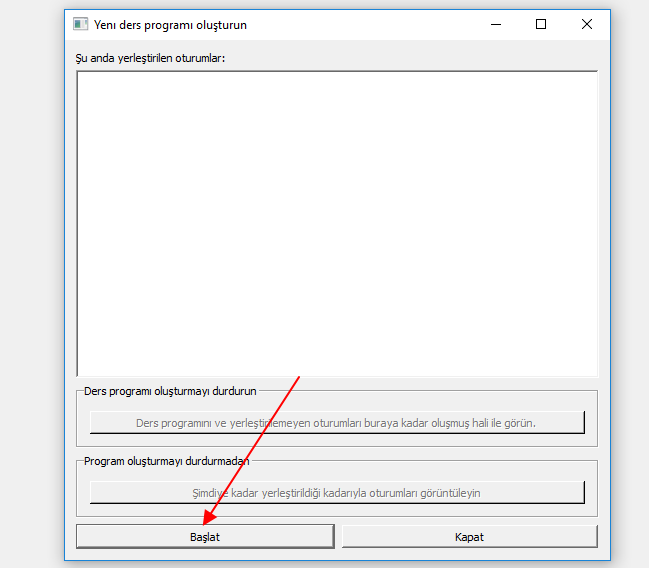 Yeni ders programı oluşturun
Şu anda yerleştirilen oturumlar:
Ders programı oluşturmayı durdurun
Ders programını ve yerleştirilemeyen oturumları buraya kadar oluşmuş hali ile görün.
Program oluşturmayı durdurmadan
Şimdiye kadar yerleştirildiği kadarıyla oturumları görüntüleyin
Başlat
Kapat